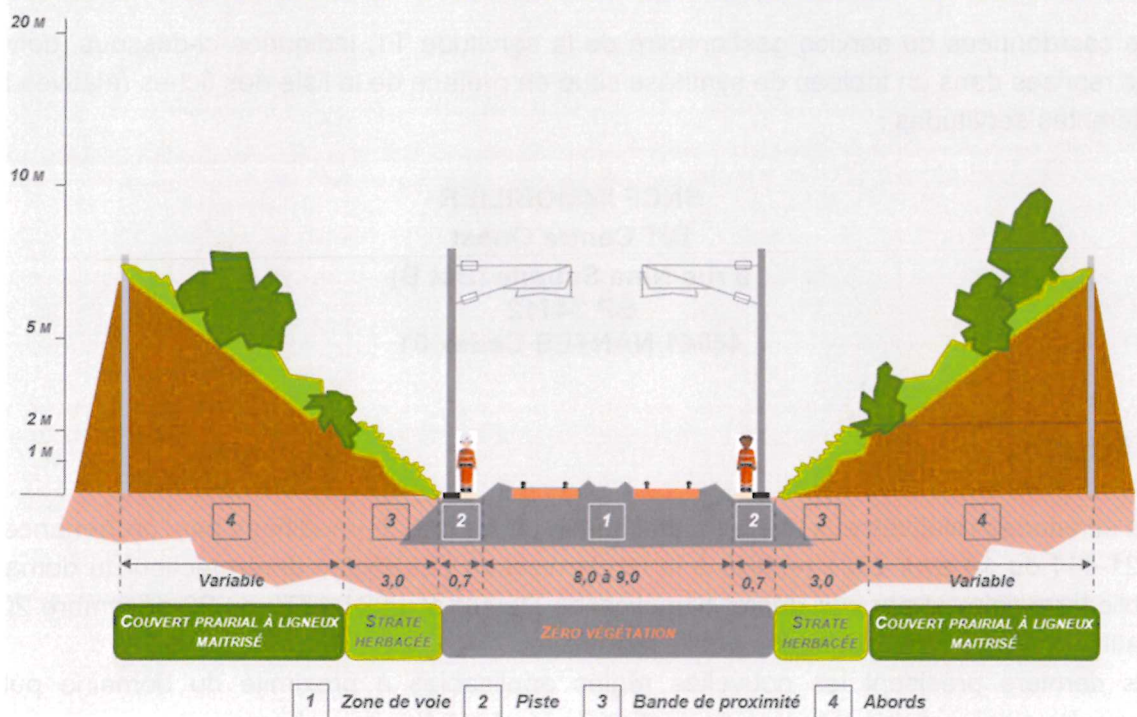 20 M
10 M
5 M
2 M
1 M
4 3 2 1 2 3 4
Variable 3,0 0,7 8,0 à 9,0 0,7 3,0 Variable
COUVERT PRAIRIAL À LIGNEUX MAITRISÉ
STRATE HERBACÉE
ZÉRO VÉGÉTATION
STRATE HERBACÉE
COUVERT PRAIRIAL À LIGNEUX MAITRISÉ
1 Zone de voie 2 Piste 3 Bande de proximité 4 Abords